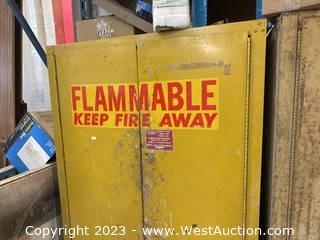 FLAMMABLE
KEEP FIRE AWAY
Copyright 2023 - www.WestAuction.com